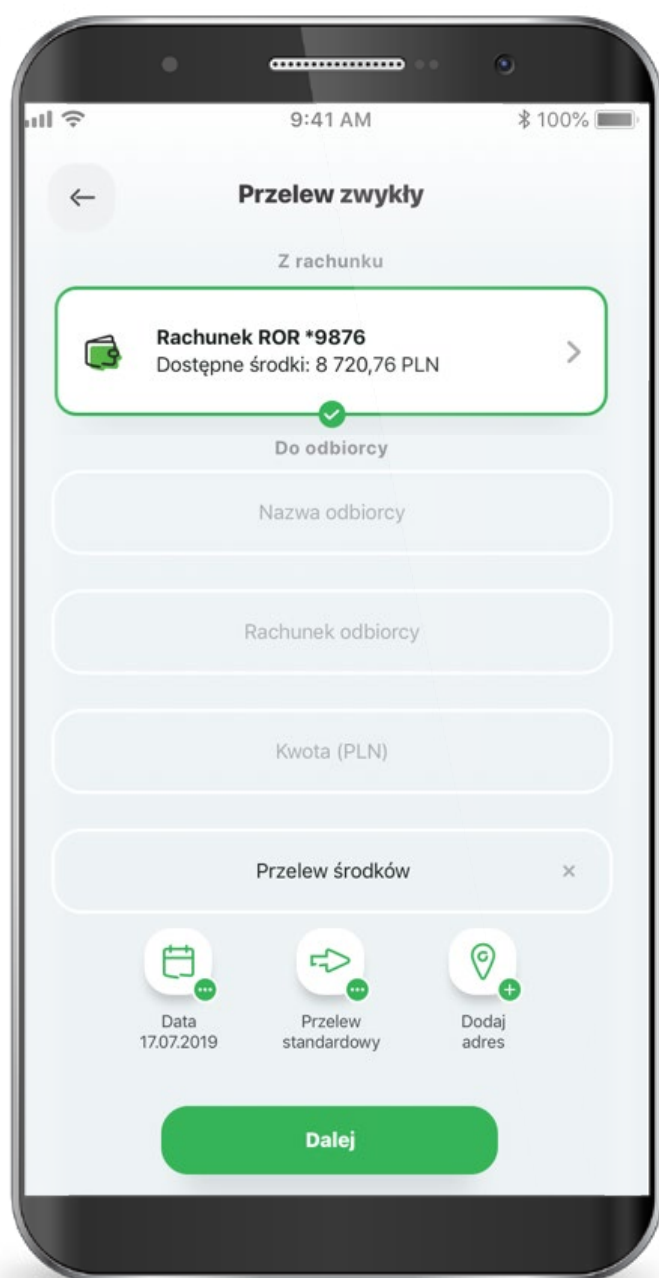 9:41 AM
100%
Przelew zwykły
Z rachunku
Rachunek ROR *9876
Dostępne środki: 8 720,76 PLN
Do odbiorcy
Nazwa odbiorcy
Rachunek odbiorcy
Kwota (PLN)
Przelew środków
Data
17.07.2019
Przelew
standardowy
Dodaj
adres
Dalej